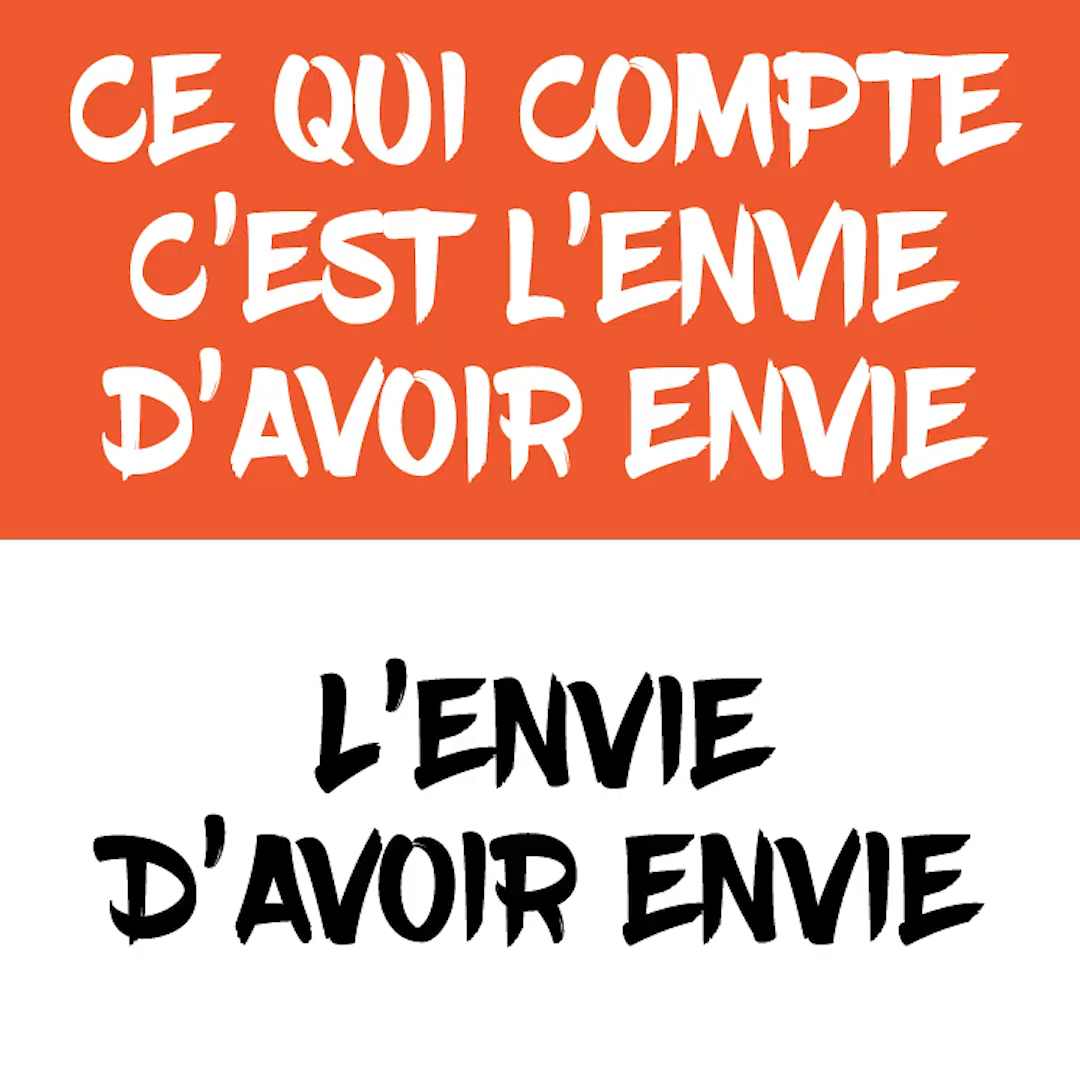 CE QUI COMPTE
C'EST L'ENVIE
D'AVOIR ENVIE
L'ENVIE
D'AVOIR ENVIE